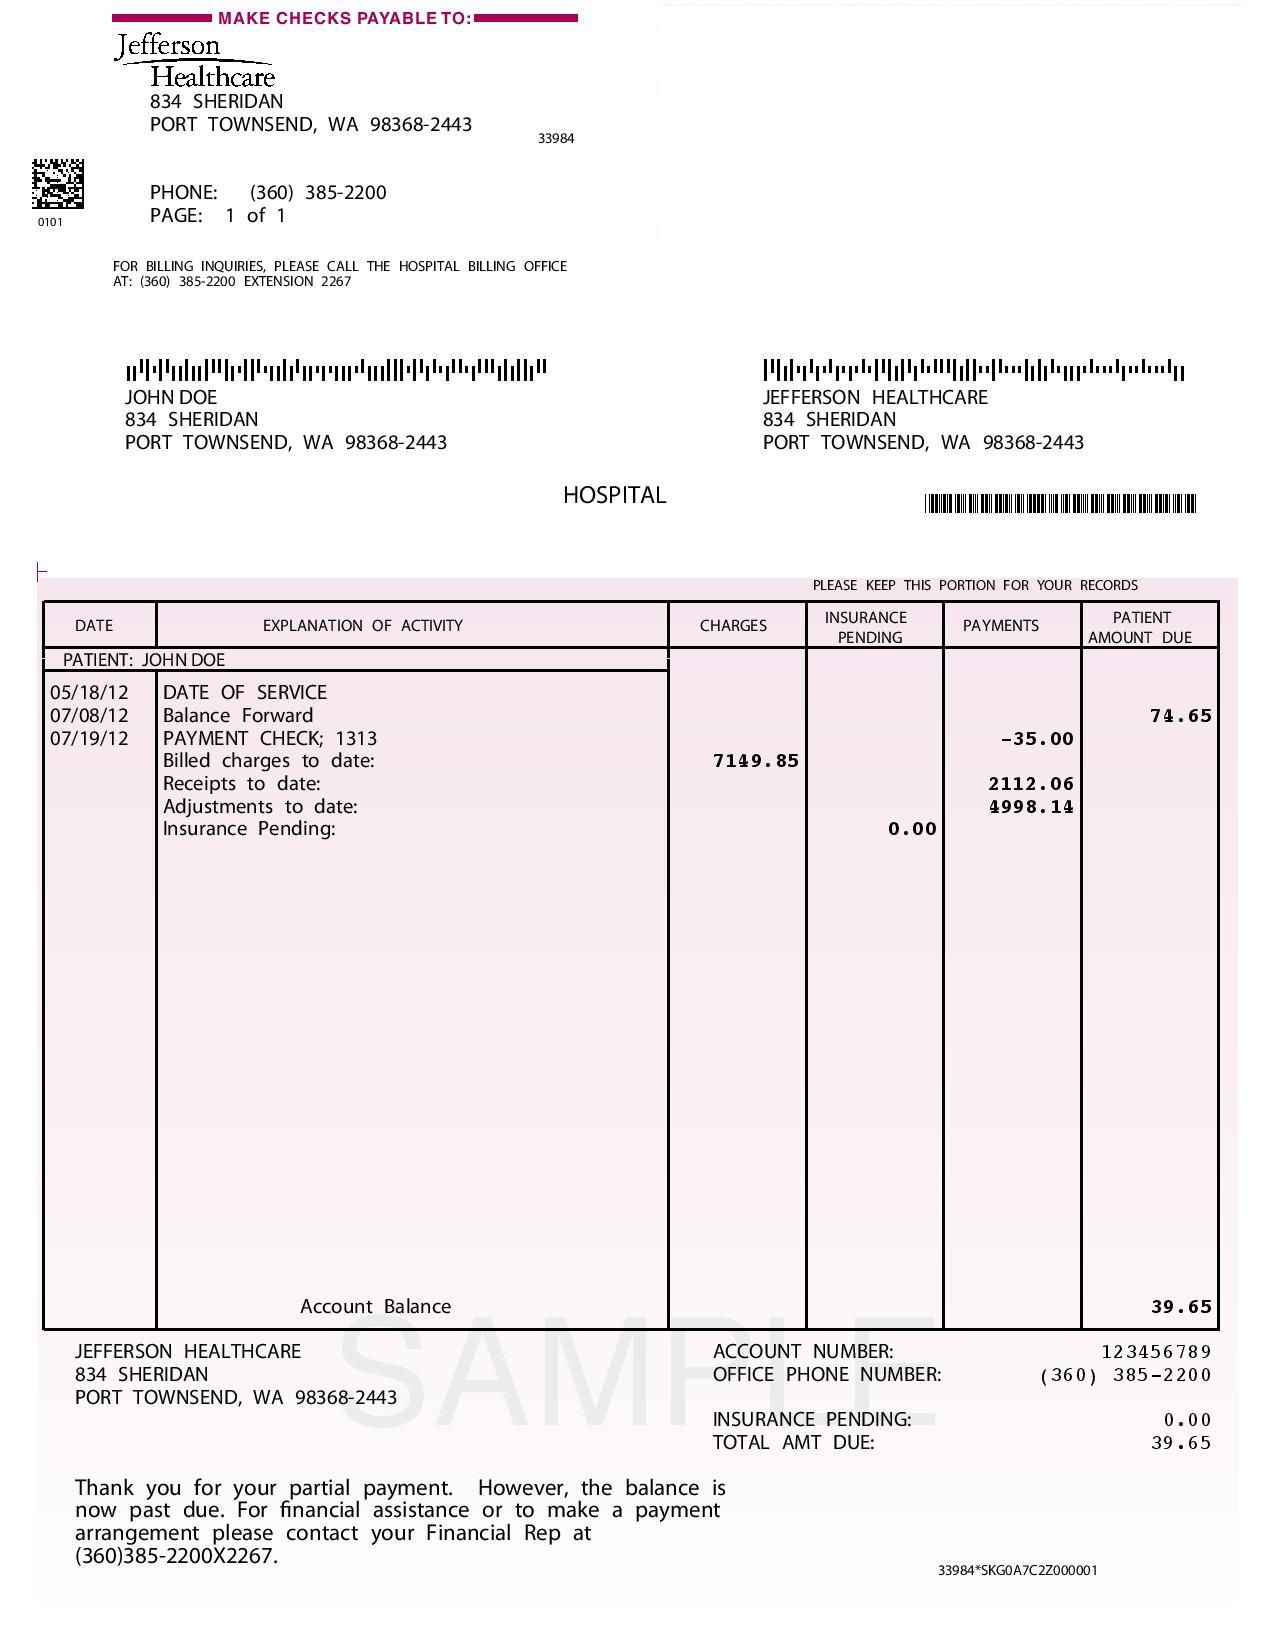 MAKE CHECKS PAYABLE TO:
Jefferson
Healthcare
834 SHERIDAN
PORT TOWNSEND, WA 98368-2443
33984
0101
PHONE: (360) 385-2200
PAGE: 1 of 1
FOR BILLING INQUIRIES, PLEASE CALL THE HOSPITAL BILLING OFFICE
AT: (360) 385-2200 EXTENSION 2267
JOHN DOE
834 SHERIDAN
PORT TOWNSEND, WA 98368-2443
JEFFERSON HEALTHCARE
834 SHERIDAN
PORT TOWNSEND, WA 98368-2443
HOSPITAL
PLEASE KEEP THIS PORTION FOR YOUR RECORDS
DATE EXPLANATION OF ACTIVITY CHARGES INSURANCE PENDING PAYMENTS PATIENT AMOUNT DUE
PATIENT: JOHN DOE
05/18/12 DATE OF SERVICE
07/08/12 Balance Forward 74.65
07/19/12 PAYMENT CHECK; 1313 -35.00
Billed charges to date: 7149.85
Receipts to date: 2112.06
Adjustments to date: 4998.14
Insurance Pending: 0.00
Account Balance 39.65
SAMPLE
JEFFERSON HEALTHCARE
834 SHERIDAN
PORT TOWNSEND, WA 98368-2443
ACCOUNT NUMBER: 123456789
OFFICE PHONE NUMBER: (360) 385-2200
INSURANCE PENDING: 0.00
TOTAL AMT DUE: 39.65
Thank you for your partial payment. However, the balance is
now past due. For financial assistance or to make a payment
arrangement please contact your Financial Rep at
(360)385-2200X2267.
33984*SKG0A7C2Z000001